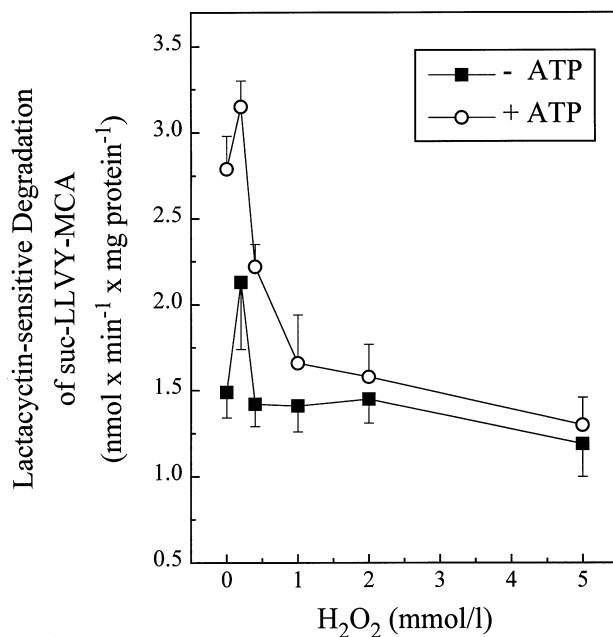 Lactacyctin-sensitive Degradation
of suc-LLVY-MCA
(nmol x min⁻¹ x mg protein⁻¹)
3.5
3.0
2.5
2.0
1.5
1.0
0.5
- ATP
+ ATP
0 1 2 3 4 5
H₂O₂ (mmol/l)